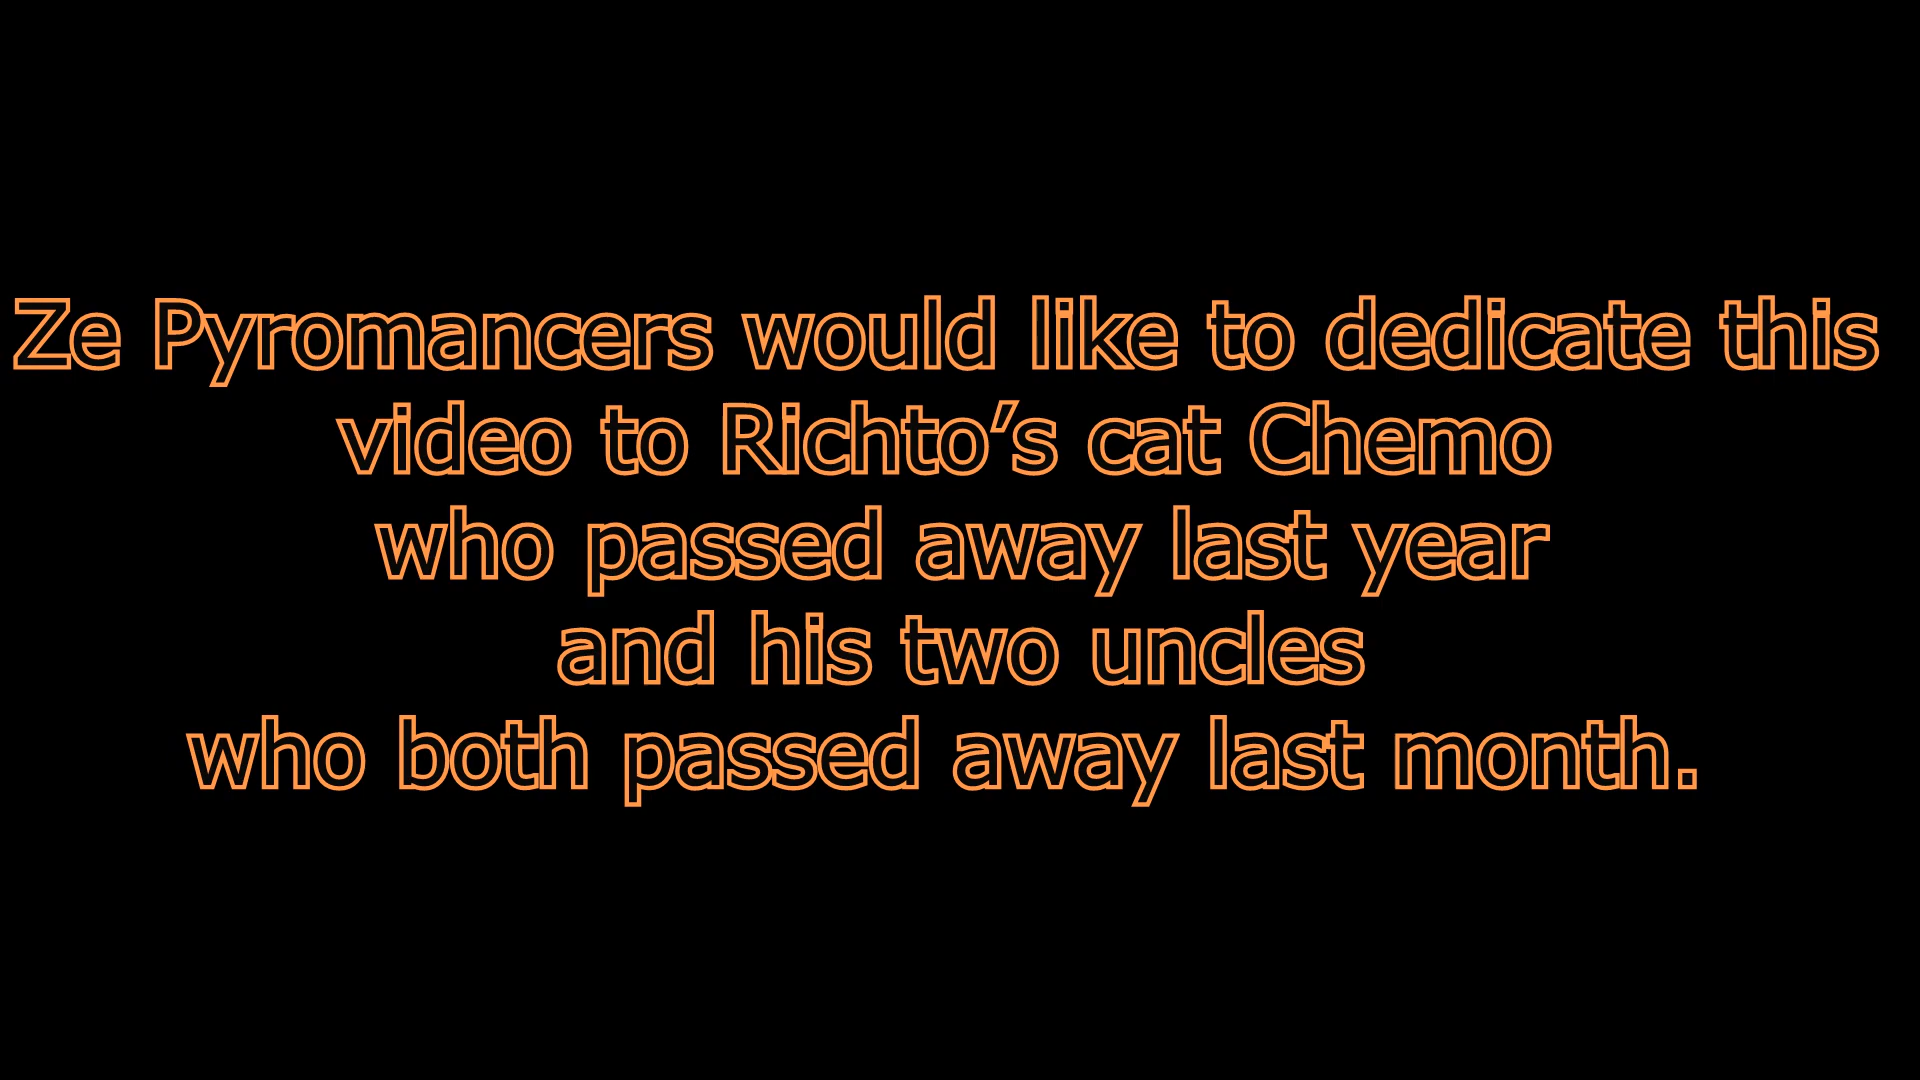 Ze Pyromancers would like to dedicate this
video to Richto’s cat Chemo
who passed away last year
and his two uncles
who both passed away last month.